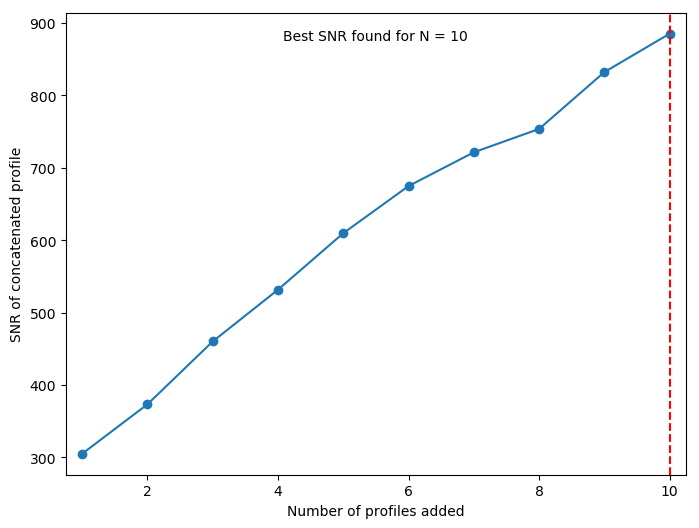 Best SNR found for N = 10
900
800
700
600
500
400
300
SNR of concatenated profile
2 4 6 8 10
Number of profiles added